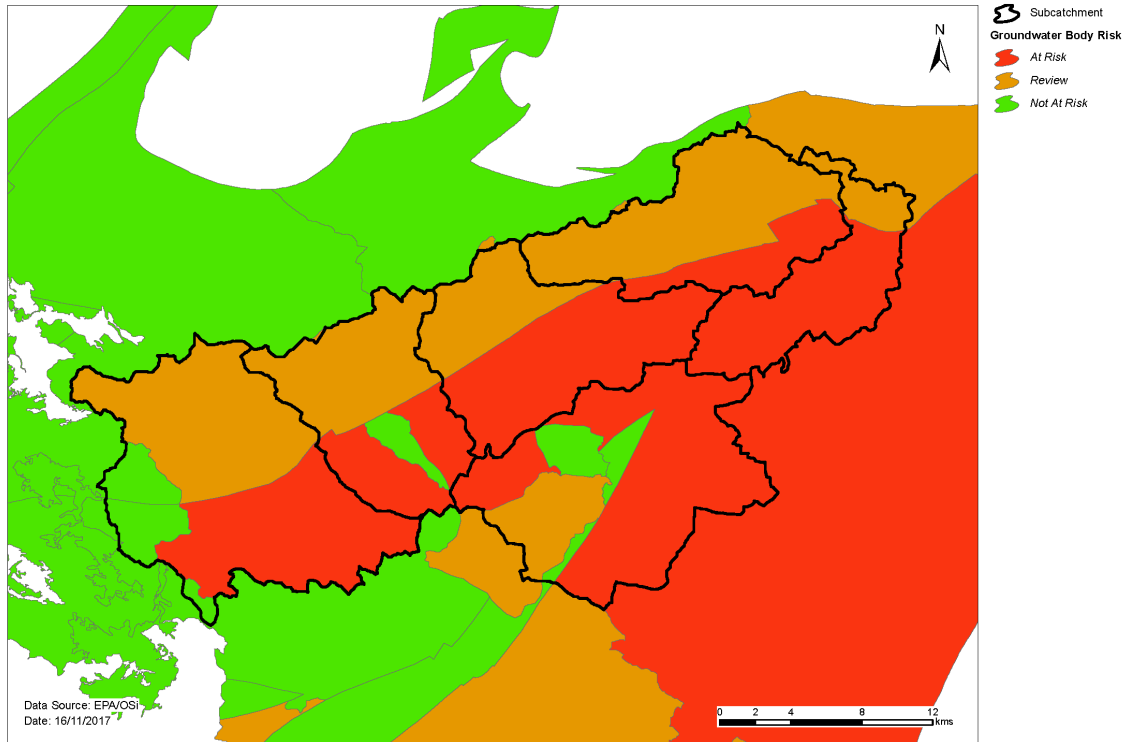 Subcatchment
Groundwater Body Risk
At Risk
Review
Not At Risk
N
Data Source: EPA/OSi
Date: 16/11/2017
0 2 4 8 12
kms